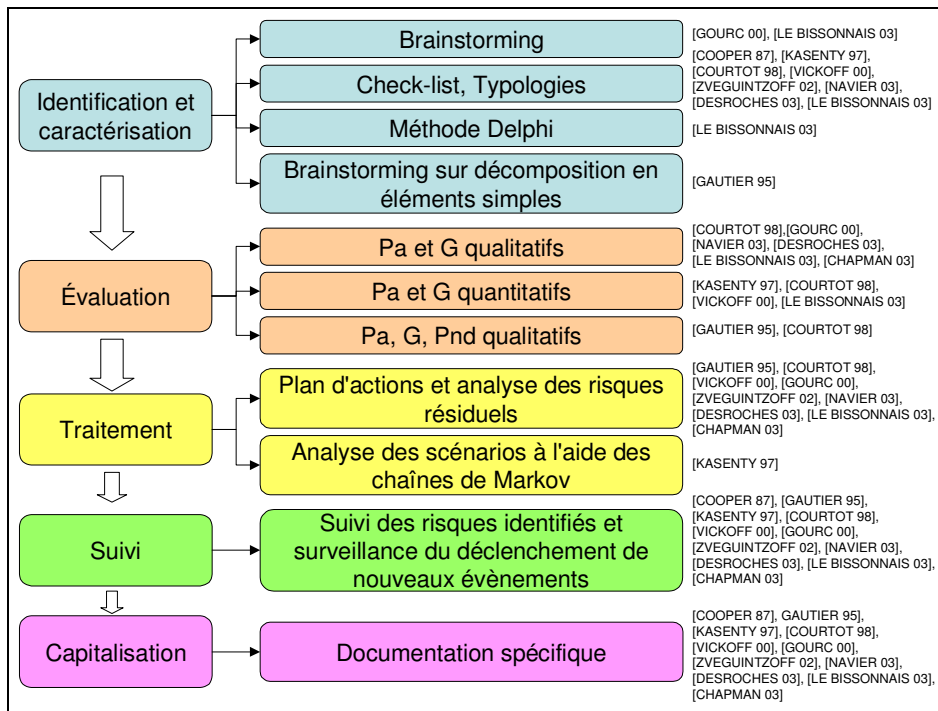 Identification et
caractérisation
Brainstorming
[GOURC 00], [LE BISSONNAIS 03]
Check-list, Typologies
[COOPER 87], [KASENTY 97],
[COURTOT 98], [VICKOFF 00],
[ZVEGUINTZOFF 02], [NAVIER 03],
[DESROCHES 03], [LE BISSONNAIS 03]
Méthode Delphi
[LE BISSONNAIS 03]
Brainstorming sur décomposition en
éléments simples
[GAUTIER 95]
Évaluation
Pa et G qualitatifs
[COURTOT 98],[GOURC 00],
[NAVIER 03], [DESROCHES 03],
[LE BISSONNAIS 03], [CHAPMAN 03]
Pa et G quantitatifs
[KASENTY 97], [COURTOT 98],
[VICKOFF 00], [LE BISSONNAIS 03]
Pa, G, Pnd qualitatifs
[GAUTIER 95], [COURTOT 98]
Traitement
Plan d'actions et analyse des risques
résiduels
[GAUTIER 95], [COURTOT 98],
[VICKOFF 00], [GOURC 00],
[ZVEGUINTZOFF 02], [NAVIER 03],
[DESROCHES 03], [LE BISSONNAIS 03],
[CHAPMAN 03]
Analyse des scénarios à l'aide des
chaînes de Markov
[KASENTY 97]
Suivi
Suivi des risques identifiés et
surveillance du déclenchement de
nouveaux évènements
[COOPER 87], [GAUTIER 95],
[KASENTY 97], [COURTOT 98],
[VICKOFF 00], [GOURC 00],
[ZVEGUINTZOFF 02], [NAVIER 03],
[DESROCHES 03], [LE BISSONNAIS 03],
[CHAPMAN 03]
Capitalisation
Documentation spécifique
[COOPER 87], GAUTIER 95],
[KASENTY 97], [COURTOT 98],
[VICKOFF 00], [GOURC 00],
[ZVEGUINTZOFF 02], [NAVIER 03],
[DESROCHES 03], [LE BISSONNAIS 03],
[CHAPMAN 03]